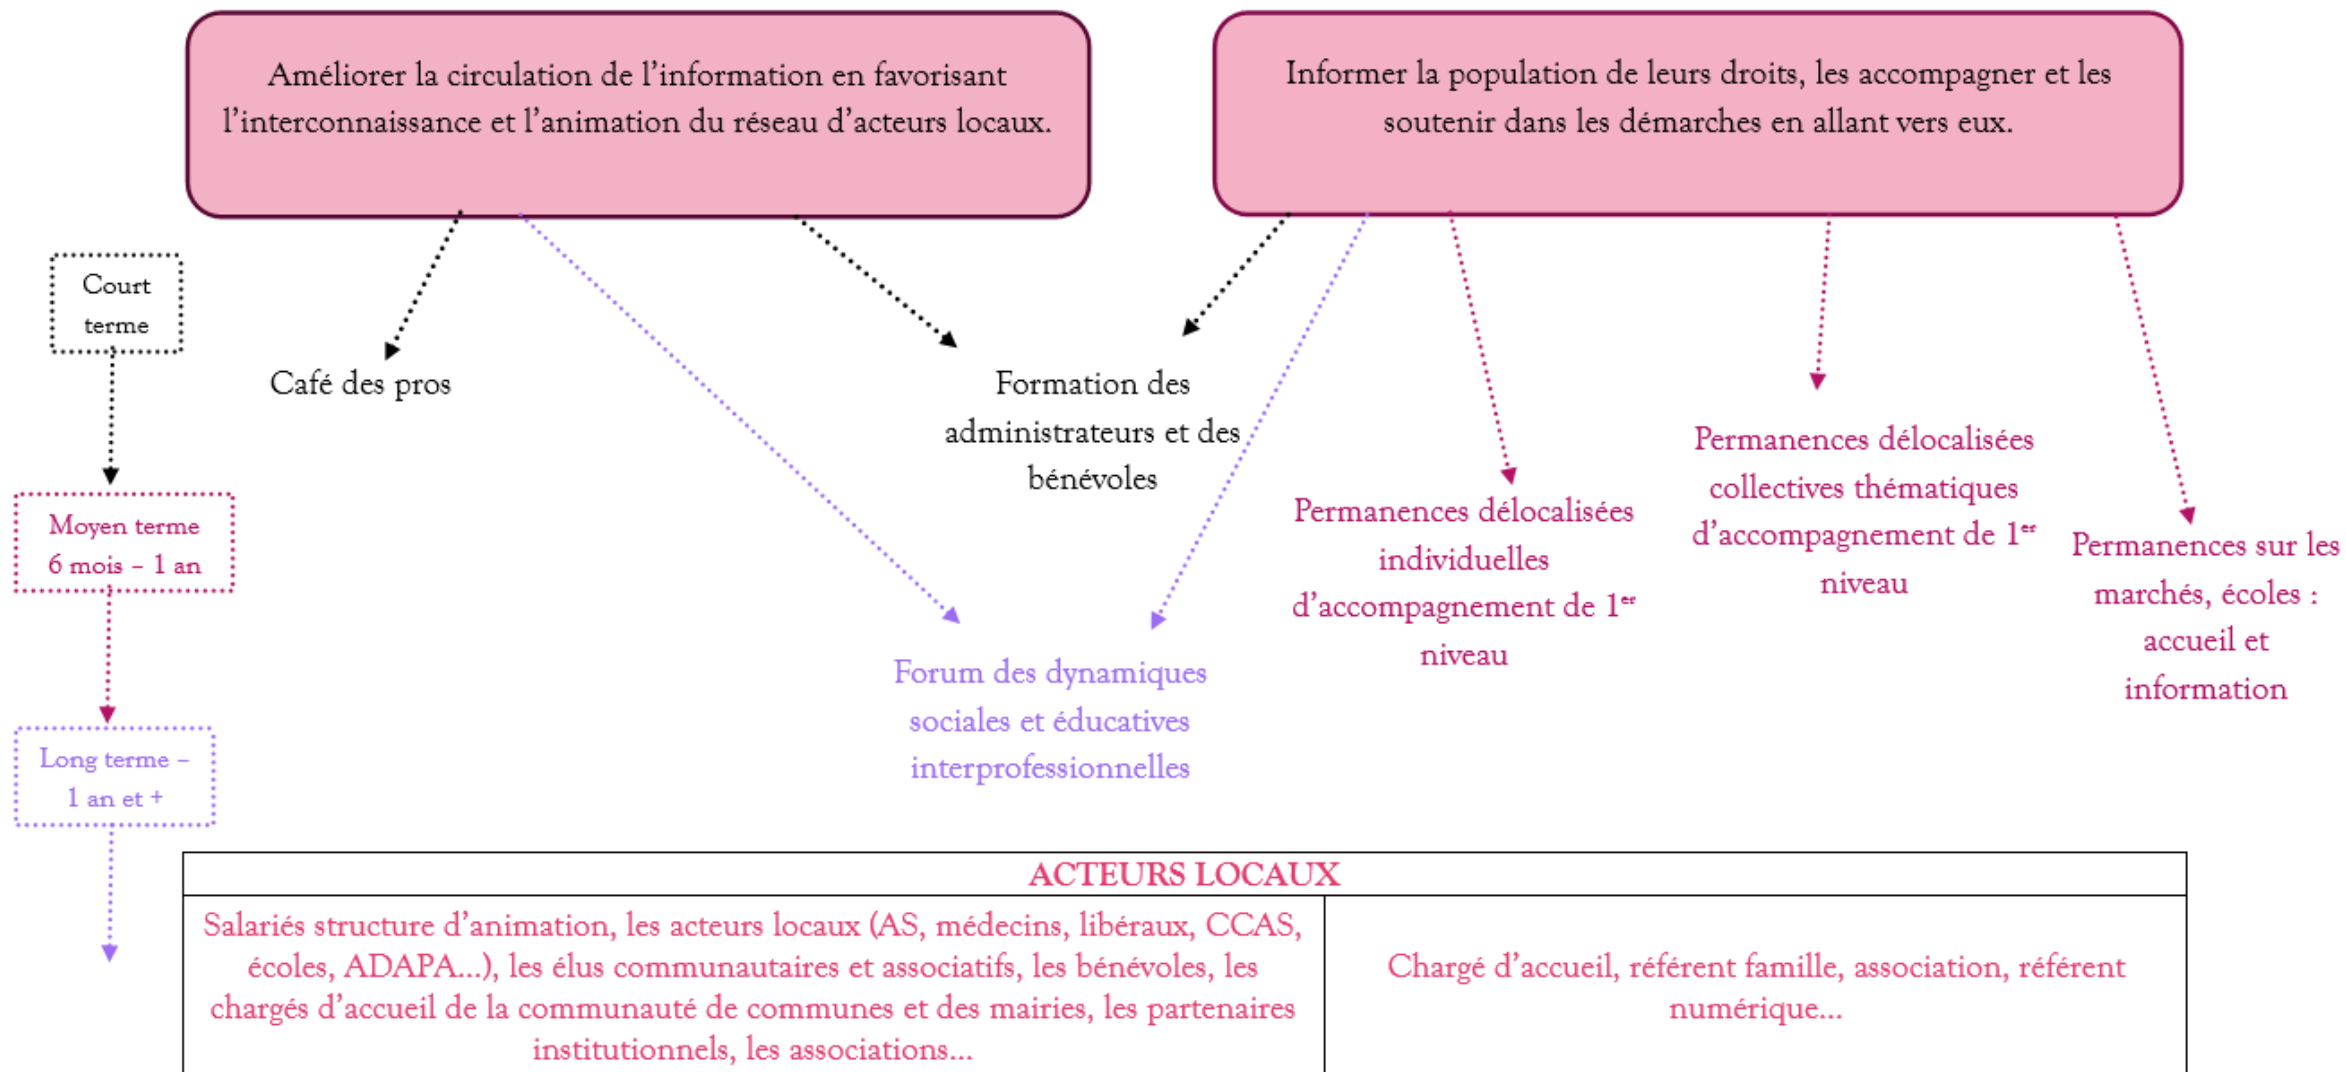 Améliorer la circulation de l’information en favorisant
l’interconnaissance et l’animation du réseau d’acteurs locaux.
Informer la population de leurs droits, les accompagner et les
soutenir dans les démarches en allant vers eux.
Court
terme
Moyen terme
6 mois – 1 an
Long terme –
1 an et +
Café des pros
Formation des
administrateurs et des
bénévoles
Forum des dynamiques
sociales et éducatives
interprofessionnelles
Permanences délocalisées
individuelles
d’accompagnement de 1er
niveau
Permanences délocalisées
collectives thématiques
d’accompagnement de 1er
niveau
Permanences sur les
marchés, écoles :
accueil et
information
ACTEURS LOCAUX
Salariés structure d’animation, les acteurs locaux (AS, médecins, libéraux, CCAS,
écoles, ADAPA…), les élus communautaires et associatifs, les bénévoles, les
chargés d’accueil de la communauté de communes et des mairies, les partenaires
institutionnels, les associations…
Chargé d’accueil, référent famille, association, référent
numérique…